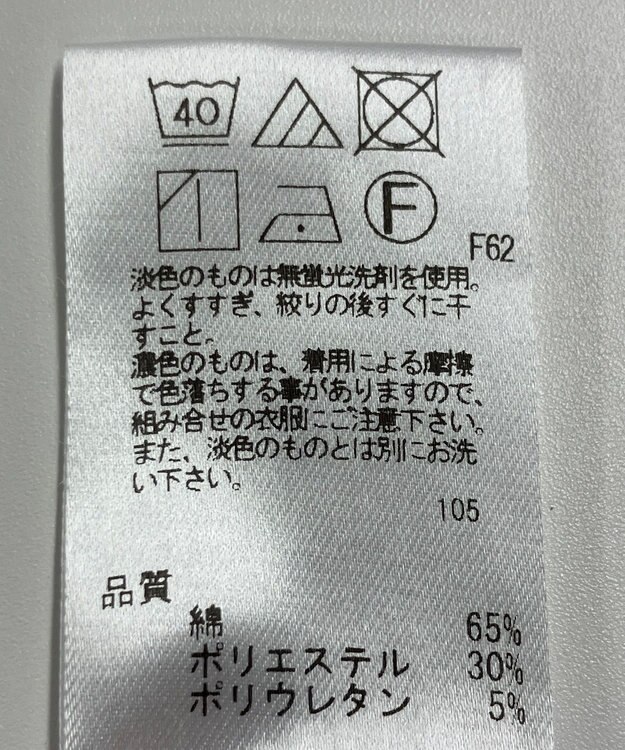 40
F
F62
淡色のものは無蛍光洗剤を使用。
よくすすぎ、絞りの後すぐに干
すこと。
濃色のものは、着用による摩擦
で色落ちする事がありますので、
組み合せの衣服にご注意下さい。
また、淡色のものとは別にお洗
い下さい。
105
品質
綿 65%
ポリエステル 30%
ポリウレタン 5%